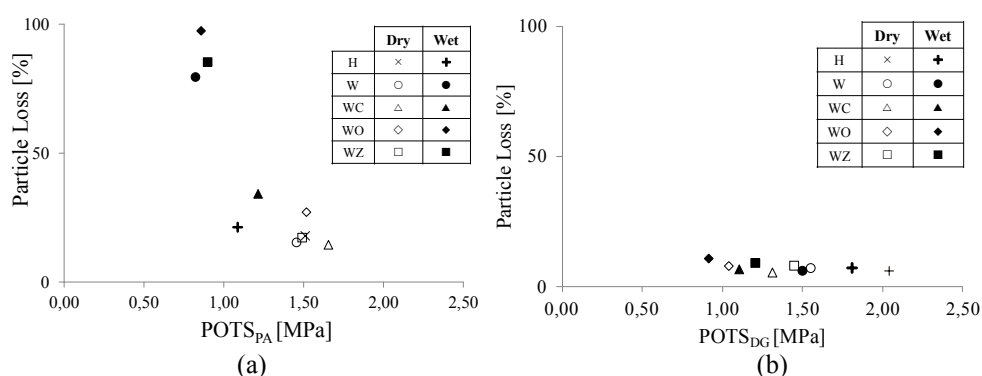 100
50
0
Particle Loss [%]
Dry Wet
H
W
WC
WO
WZ
0,00 0,50 1,00 1,50 2,00 2,50
POTS_PA [MPa]
(a)
100
50
0
Particle Loss [%]
Dry Wet
H
W
WC
WO
WZ
0,00 0,50 1,00 1,50 2,00 2,50
POTS_DG [MPa]
(b)